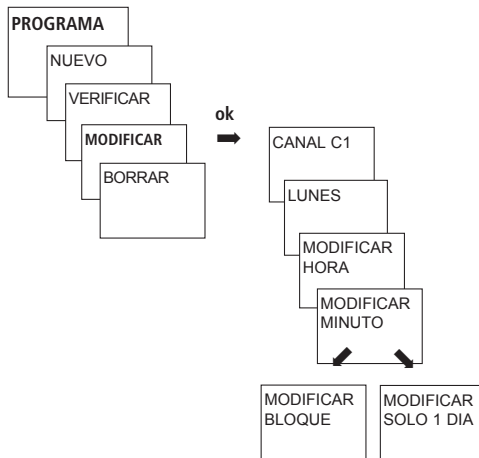 PROGRAMA
NUEVO
VERIFICAR
MODIFICAR
BORRAR
ok
CANAL C1
LUNES
MODIFICAR
HORA
MODIFICAR
MINUTO
MODIFICAR
BLOQUE
MODIFICAR
SOLO 1 DIA